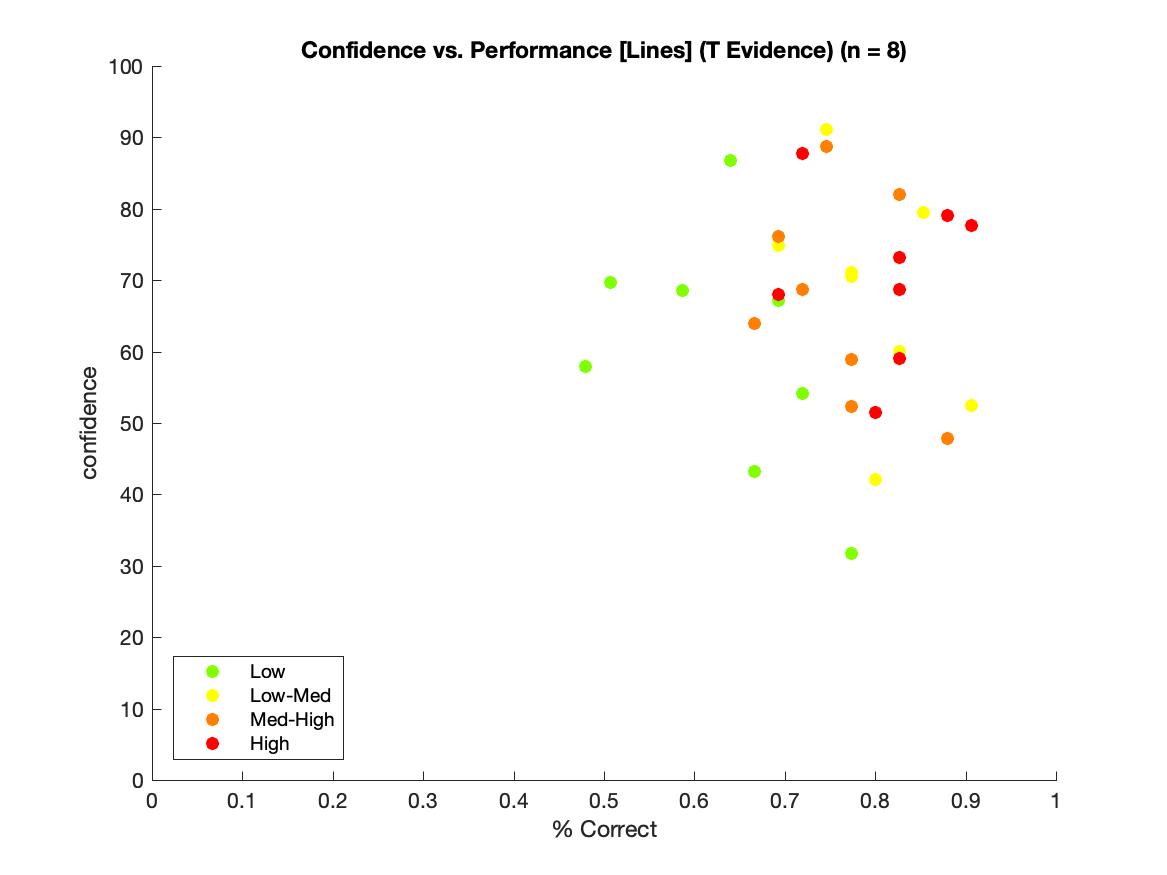 Confidence vs. Performance [Lines] (T Evidence) (n = 8)
100
90
80
70
60
50
40
30
20
10
0
confidence
Low
Low-Med
Med-High
High
0 0.1 0.2 0.3 0.4 0.5 0.6 0.7 0.8 0.9 1
% Correct